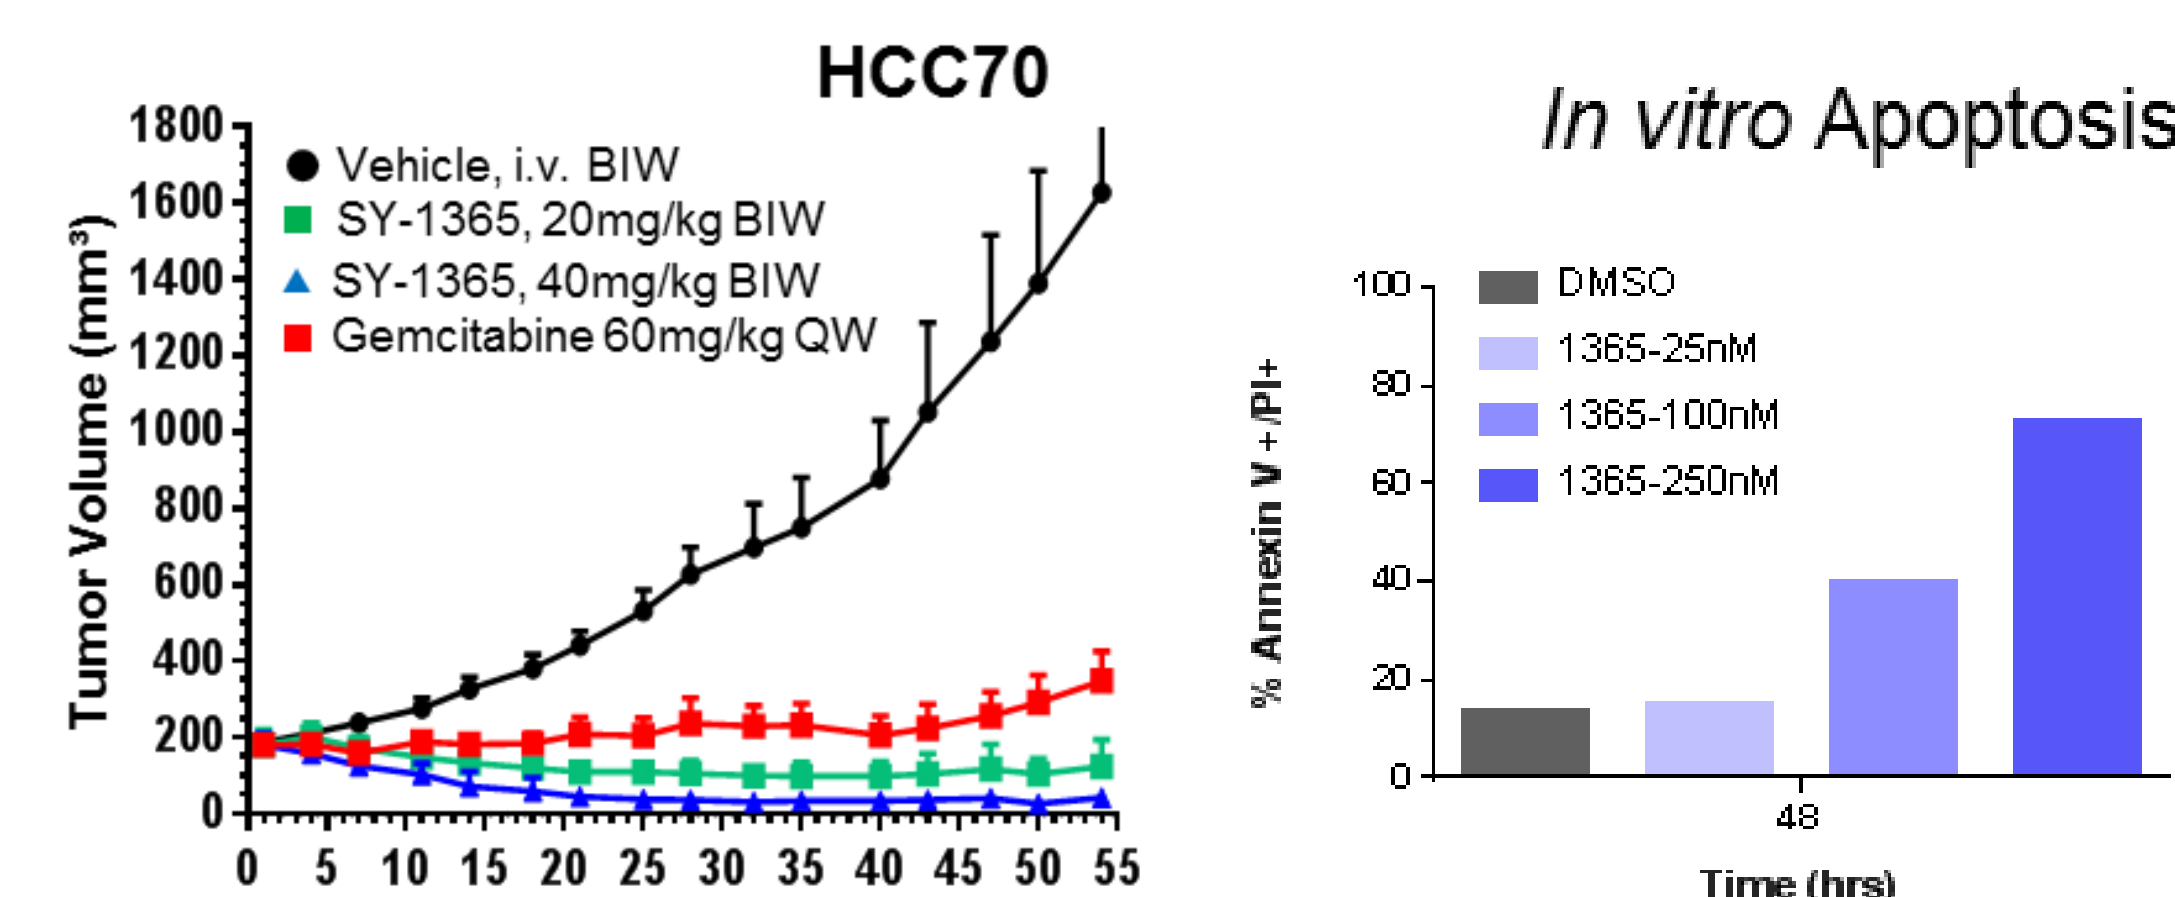 HCC70
Tumor Volume (mm³)
1800
1600
1400
1200
1000
800
600
400
200
0
Vehicle, i.v. BIW
SY-1365, 20mg/kg BIW
SY-1365, 40mg/kg BIW
Gemcitabine 60mg/kg QW
0 5 10 15 20 25 30 35 40 45 50 55
In vitro Apoptosis
% Annexin V +/PI+
100
80
60
40
20
0
DMSO
1365-25nM
1365-100nM
1365-250nM
48
Time (hrs)